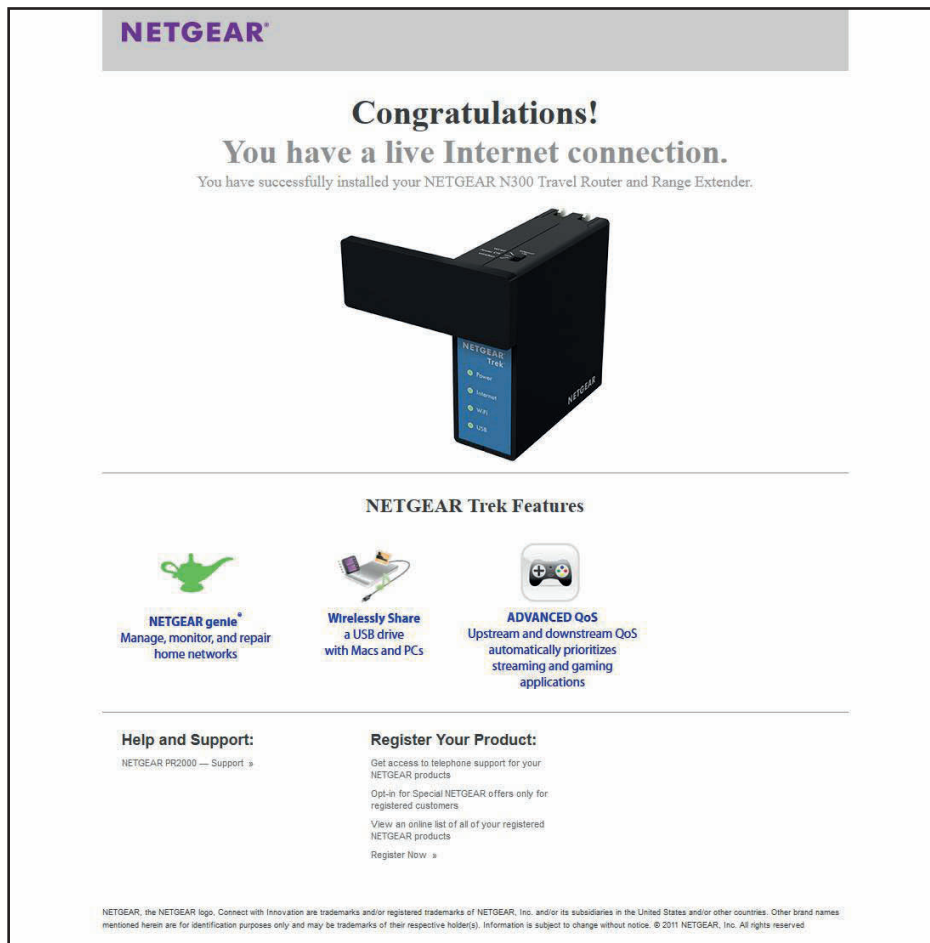 NETGEAR®
Congratulations!
You have a live Internet connection.
You have successfully installed your NETGEAR N300 Travel Router and Range Extender.
NETGEAR
Trek
Power
Internet
WiFi
USB
NETGEAR
NETGEAR Trek Features
NETGEAR genie®
Manage, monitor, and repair
home networks
Wirelessly Share
a USB drive
with Macs and PCs
ADVANCED QoS
Upstream and downstream QoS
automatically prioritizes
streaming and gaming
applications
Help and Support:
NETGEAR PR2000 — Support »
Register Your Product:
Get access to telephone support for your
NETGEAR products
Opt-in for Special NETGEAR offers only for
registered customers
View an online list of all of your registered
NETGEAR products
Register Now »
NETGEAR, the NETGEAR logo, Connect with Innovation are trademarks and/or registered trademarks of NETGEAR, Inc. and/or its subsidiaries in the United States and/or other countries. Other brand names
mentioned herein are for identification purposes only and may be trademarks of their respective holder(s). Information is subject to change without notice. © 2011 NETGEAR, Inc. All rights reserved